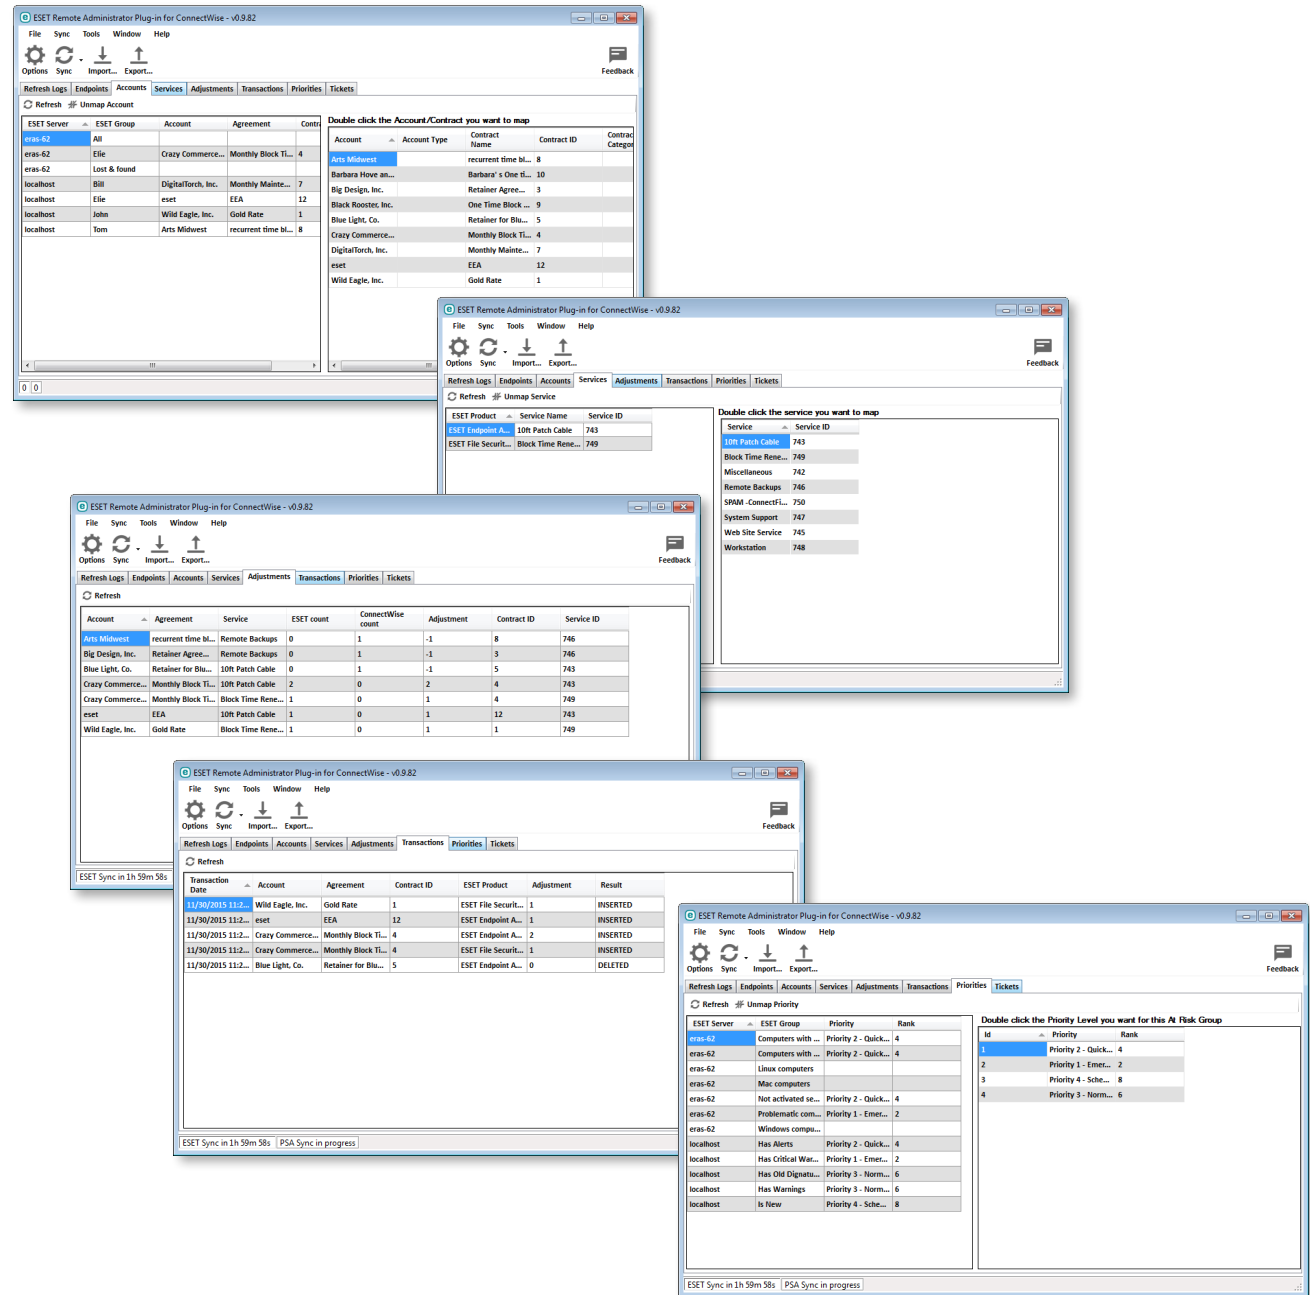 ESET Remote Administrator Plug-in for ConnectWise - v0.9.82
File Sync Tools Window Help
Options Sync Import... Export... Feedback
Refresh Logs Endpoints Accounts Services Adjustments Transactions Priorities Tickets
Refresh Unmap Account
ESET Server ESET Group Account Agreement Contra
eras-62 All
eras-62 Elie Crazy Commerce... Monthly Block Ti... 4
eras-62 Lost & found
localhost Bill DigitalTorch, Inc. Monthly Mainte... 7
localhost Elie eset EEA 12
localhost John Wild Eagle, Inc. Gold Rate 1
localhost Tom Arts Midwest recurrent time bl... 8
Double click the Account/Contract you want to map
Account Account Type Contract Name Contract ID Contrac Categor
Arts Midwest recurrent time bl... 8
Barbara Hove an... Barbara' s One ti... 10
Big Design, Inc. Retainer Agree... 3
Black Rooster, Inc. One Time Block ... 9
Blue Light, Co. Retainer for Blu... 5
Crazy Commerce... Monthly Block Ti... 4
DigitalTorch, Inc. Monthly Mainte... 7
eset EEA 12
Wild Eagle, Inc. Gold Rate 1
0 0
ESET Remote Administrator Plug-in for ConnectWise - v0.9.82
File Sync Tools Window Help
Options Sync Import... Export... Feedback
Refresh Logs Endpoints Accounts Services Adjustments Transactions Priorities Tickets
Refresh Unmap Service
ESET Product Service Name Service ID
ESET Endpoint A... 10ft Patch Cable 743
ESET File Securit... Block Time Rene... 749
Double click the service you want to map
Service Service ID
10ft Patch Cable 743
Block Time Rene... 749
Miscellaneous 742
Remote Backups 746
SPAM -ConnectFi... 750
System Support 747
Web Site Service 745
Workstation 748
ESET Remote Administrator Plug-in for ConnectWise - v0.9.82
File Sync Tools Window Help
Options Sync Import... Export... Feedback
Refresh Logs Endpoints Accounts Services Adjustments Transactions Priorities Tickets
Refresh
Account Agreement Service ESET count ConnectWise count Adjustment Contract ID Service ID
Arts Midwest recurrent time bl... Remote Backups 0 1 -1 8 746
Big Design, Inc. Retainer Agree... Remote Backups 0 1 -1 3 746
Blue Light, Co. Retainer for Blu... 10ft Patch Cable 0 1 -1 5 743
Crazy Commerce... Monthly Block Ti... 10ft Patch Cable 2 0 2 4 743
Crazy Commerce... Monthly Block Ti... Block Time Rene... 1 0 1 4 749
eset EEA 10ft Patch Cable 1 0 1 12 743
Wild Eagle, Inc. Gold Rate Block Time Rene... 1 0 1 1 749
ESET Sync in 1h 59m 58s
ESET Remote Administrator Plug-in for ConnectWise - v0.9.82
File Sync Tools Window Help
Options Sync Import... Export... Feedback
Refresh Logs Endpoints Accounts Services Adjustments Transactions Priorities Tickets
Refresh
Transaction Date Account Agreement Contract ID ESET Product Adjustment Result
11/30/2015 11:2... Wild Eagle, Inc. Gold Rate 1 ESET File Securit... 1 INSERTED
11/30/2015 11:2... eset EEA 12 ESET Endpoint A... 1 INSERTED
11/30/2015 11:2... Crazy Commerce... Monthly Block Ti... 4 ESET Endpoint A... 2 INSERTED
11/30/2015 11:2... Crazy Commerce... Monthly Block Ti... 4 ESET File Securit... 1 INSERTED
11/30/2015 11:2... Blue Light, Co. Retainer for Blu... 5 ESET Endpoint A... 0 DELETED
ESET Sync in 1h 59m 58s PSA Sync in progress
ESET Remote Administrator Plug-in for ConnectWise - v0.9.82
File Sync Tools Window Help
Options Sync Import... Export... Feedback
Refresh Logs Endpoints Accounts Services Adjustments Transactions Priorities Tickets
Refresh Unmap Priority
ESET Server ESET Group Priority Rank
eras-62 Computers with ... Priority 2 - Quick... 4
eras-62 Computers with ... Priority 2 - Quick... 4
eras-62 Linux computers
eras-62 Mac computers
eras-62 Not activated se... Priority 2 - Quick... 4
eras-62 Problematic com... Priority 1 - Emer... 2
eras-62 Windows compu...
localhost Has Alerts Priority 2 - Quick... 4
localhost Has Critical War... Priority 1 - Emer... 2
localhost Has Old Dignatu... Priority 3 - Norm... 6
localhost Has Warnings Priority 3 - Norm... 6
localhost Is New Priority 4 - Sche... 8
Double click the Priority Level you want for this At Risk Group
Id Priority Rank
1 Priority 2 - Quick... 4
2 Priority 1 - Emer... 2
3 Priority 4 - Sche... 8
4 Priority 3 - Norm... 6
ESET Sync in 1h 59m 58s PSA Sync in progress